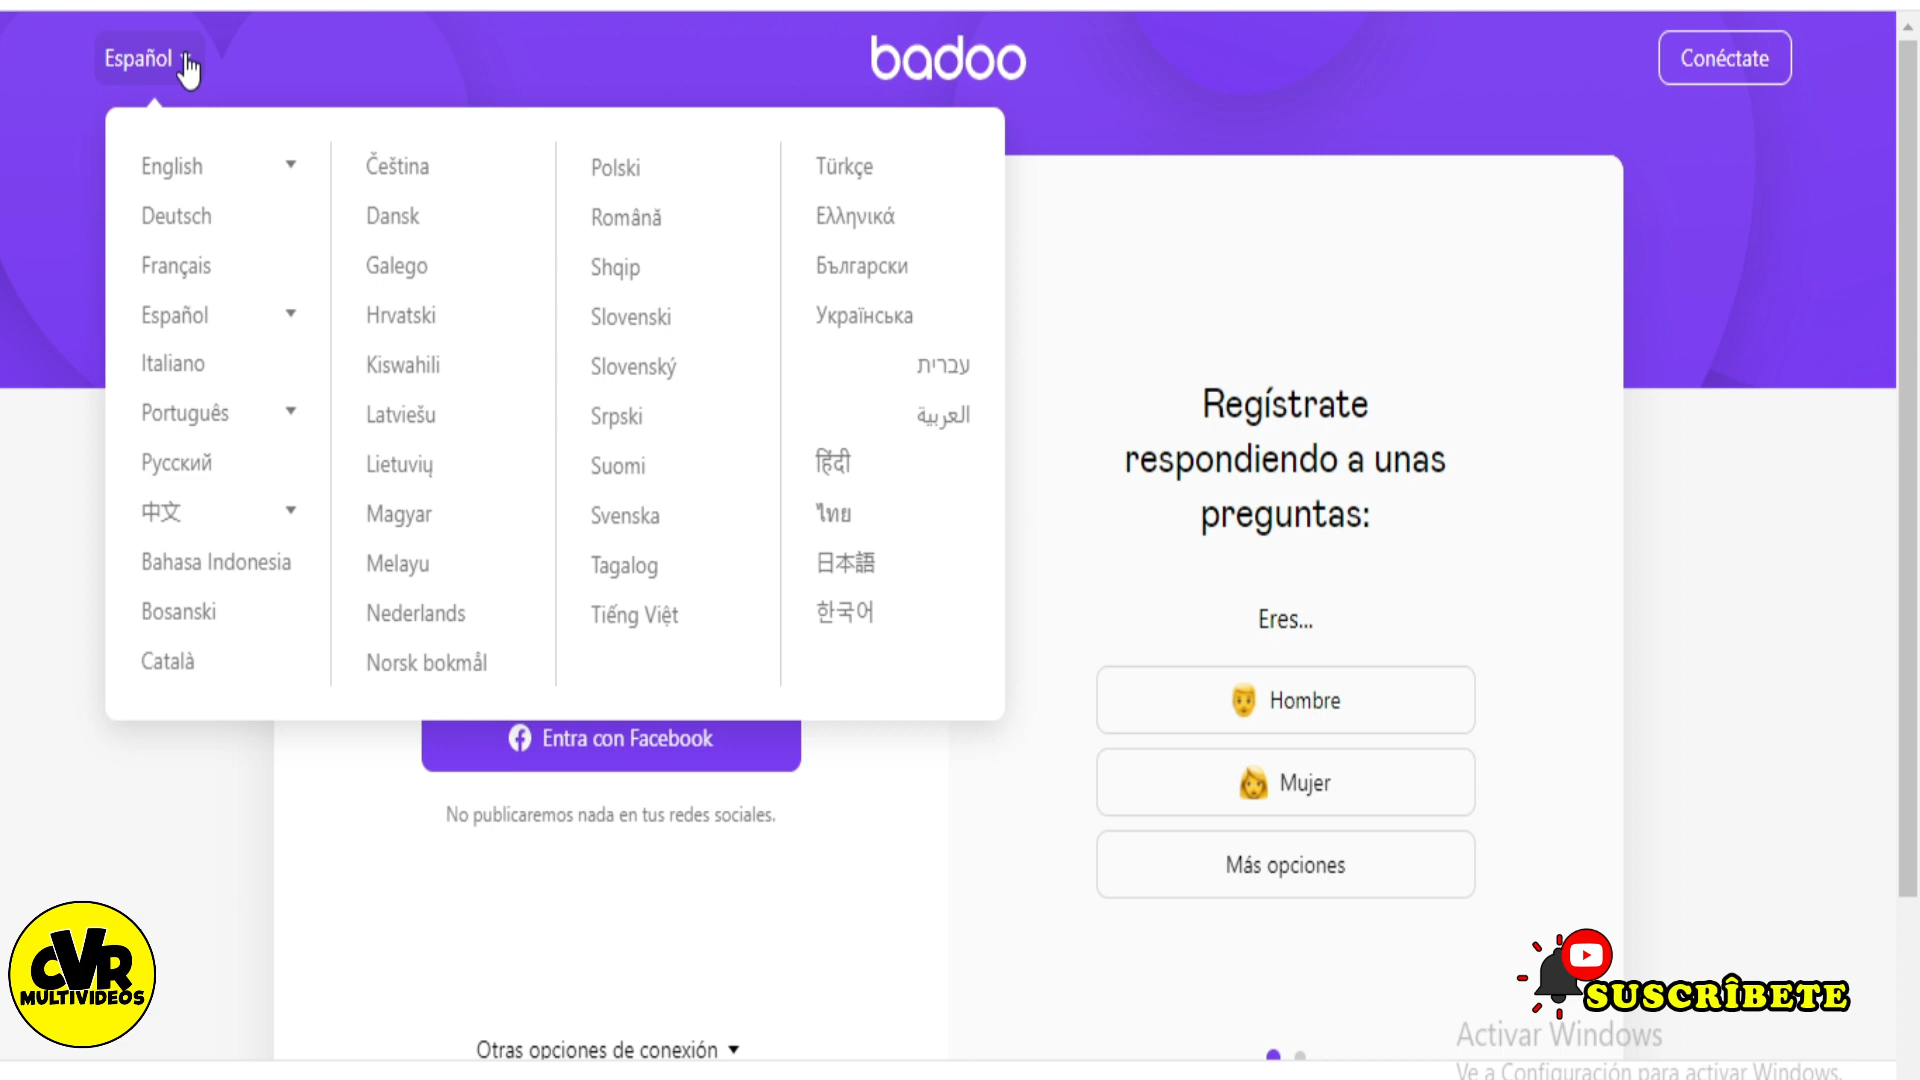 Español
badoo
Conéctate
English
Deutsch
Français
Español
Italiano
Português
Русский
中文
Bahasa Indonesia
Bosanski
Català
Čeština
Dansk
Galego
Hrvatski
Kiswahili
Latviešu
Lietuvių
Magyar
Melayu
Nederlands
Norsk bokmål
Polski
Română
Shqip
Slovenski
Slovenský
Srpski
Suomi
Svenska
Tagalog
Tiếng Việt
Türkçe
Ελληνικά
Български
Українська
עברית
العربية
हिंदी
ไทย
日本語
한국어
Entra con Facebook
No publicaremos nada en tus redes sociales.
Otras opciones de conexión
Regístrate
respondiendo a unas
preguntas:
Eres...
Hombre
Mujer
Más opciones
CVR
MULTIVIDEOS
SUSCRÎBETE
Activar Windows
Ve a Configuración para activar Windows.